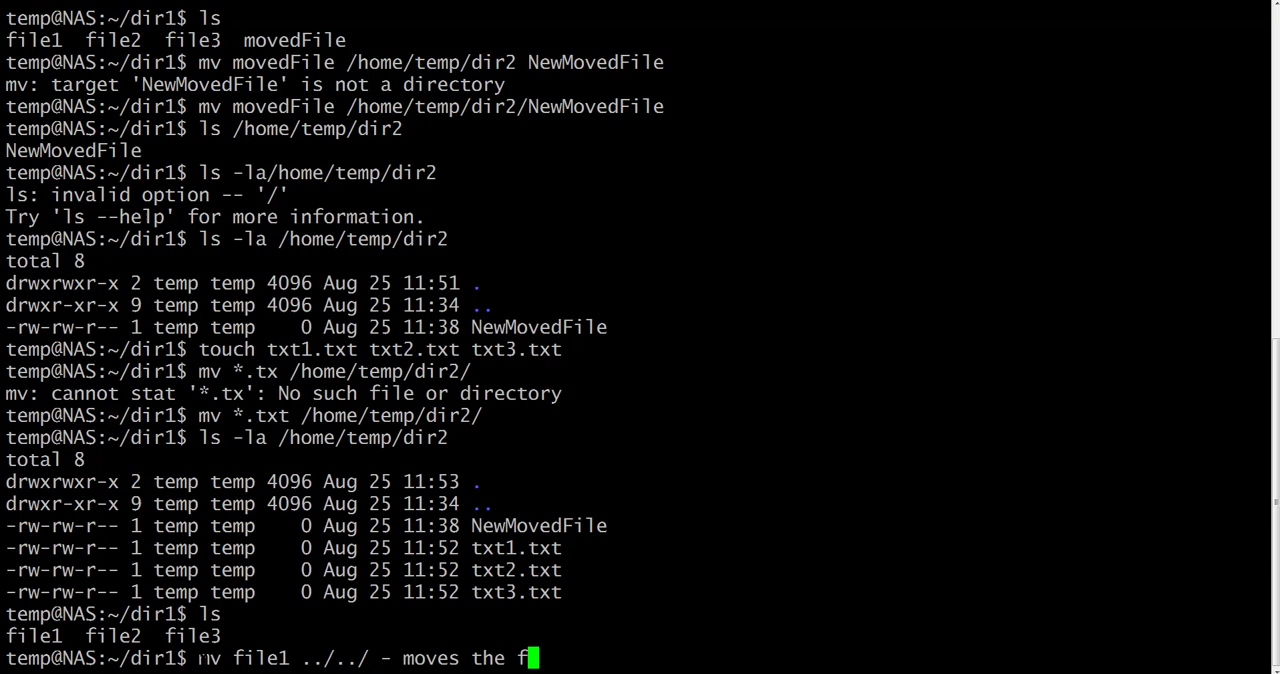 temp@NAS:~/dir1$ ls
file1  file2  file3  movedFile
temp@NAS:~/dir1$ mv movedFile /home/temp/dir2 NewMovedFile
mv: target 'NewMovedFile' is not a directory
temp@NAS:~/dir1$ mv movedFile /home/temp/dir2/NewMovedFile
temp@NAS:~/dir1$ ls /home/temp/dir2
NewMovedFile
temp@NAS:~/dir1$ ls -la/home/temp/dir2
ls: invalid option -- '/'
Try 'ls --help' for more information.
temp@NAS:~/dir1$ ls -la /home/temp/dir2
total 8
drwxrwxr-x 2 temp temp 4096 Aug 25 11:51 .
drwxr-xr-x 9 temp temp 4096 Aug 25 11:34 ..
-rw-rw-r-- 1 temp temp    0 Aug 25 11:38 NewMovedFile
temp@NAS:~/dir1$ touch txt1.txt txt2.txt txt3.txt
temp@NAS:~/dir1$ mv *.tx /home/temp/dir2/
mv: cannot stat '*.tx': No such file or directory
temp@NAS:~/dir1$ mv *.txt /home/temp/dir2/
temp@NAS:~/dir1$ ls -la /home/temp/dir2
total 8
drwxrwxr-x 2 temp temp 4096 Aug 25 11:53 .
drwxr-xr-x 9 temp temp 4096 Aug 25 11:34 ..
-rw-rw-r-- 1 temp temp    0 Aug 25 11:38 NewMovedFile
-rw-rw-r-- 1 temp temp    0 Aug 25 11:52 txt1.txt
-rw-rw-r-- 1 temp temp    0 Aug 25 11:52 txt2.txt
-rw-rw-r-- 1 temp temp    0 Aug 25 11:52 txt3.txt
temp@NAS:~/dir1$ ls
file1  file2  file3
temp@NAS:~/dir1$ mv file1 ../../ - moves the f